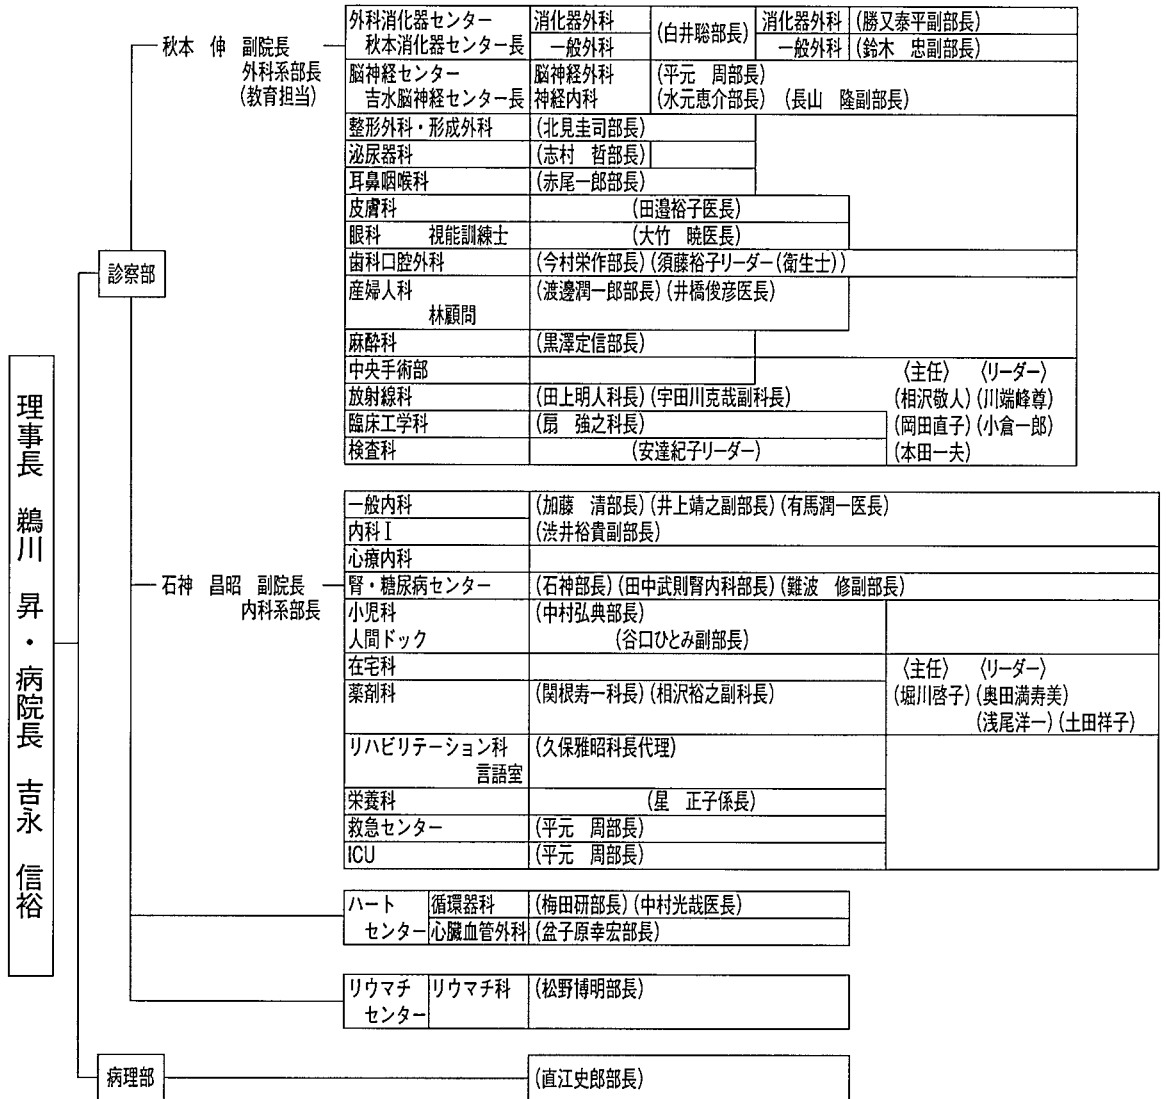 理事長 鵜川 昇・病院長 吉永 信裕
診察部
秋本 伸 副院長
外科系部長
(教育担当)
外科消化器センター 消化器外科 (白井聡部長) 消化器外科 (勝又泰平副部長)
秋本消化器センター長 一般外科 一般外科 (鈴木 忠副部長)
脳神経センター 脳神経外科 (平元 周部長)
吉水脳神経センター長 神経内科 (水元恵介部長) (長山 隆副部長)
整形外科・形成外科 (北見圭司部長)
泌尿器科 (志村 哲部長)
耳鼻咽喉科 (赤尾一郎部長)
皮膚科 (田邉裕子医長)
眼科 視能訓練士 (大竹 暁医長)
歯科口腔外科 (今村栄作部長) (須藤裕子リーダー(衛生士))
産婦人科 (渡邊潤一郎部長) (井橋俊彦医長)
林顧問
麻酔科 (黒澤定信部長)
中央手術部 〈主任〉 〈リーダー〉
放射線科 (田上明人科長) (宇田川克哉副科長) (相沢敬人) (川端峰尊)
臨床工学科 (扇 強之科長) (岡田直子) (小倉一郎)
検査科 (安達紀子リーダー) (本田一夫)
石神 昌昭 副院長
内科系部長
一般内科 (加藤 清部長) (井上靖之副部長) (有馬潤一医長)
内科Ⅰ (渋井裕貴副部長)
心療内科
腎・糖尿病センター (石神部長) (田中武則腎内科部長) (難波 修副部長)
小児科 (中村弘典部長)
人間ドック (谷口ひとみ副部長)
在宅科 〈主任〉 〈リーダー〉
薬剤科 (関根寿一科長) (相沢裕之副科長) (堀川啓子) (奥田満寿美)
(浅尾洋一) (土田祥子)
リハビリテーション科 (久保雅昭科長代理)
言語室
栄養科 (星 正子係長)
救急センター (平元 周部長)
ICU (平元 周部長)
ハート 循環器科 (梅田研部長) (中村光哉医長)
センター 心臓血管外科 (盆子原幸宏部長)
リウマチ リウマチ科 (松野博明部長)
センター
病理部 (直江史郎部長)